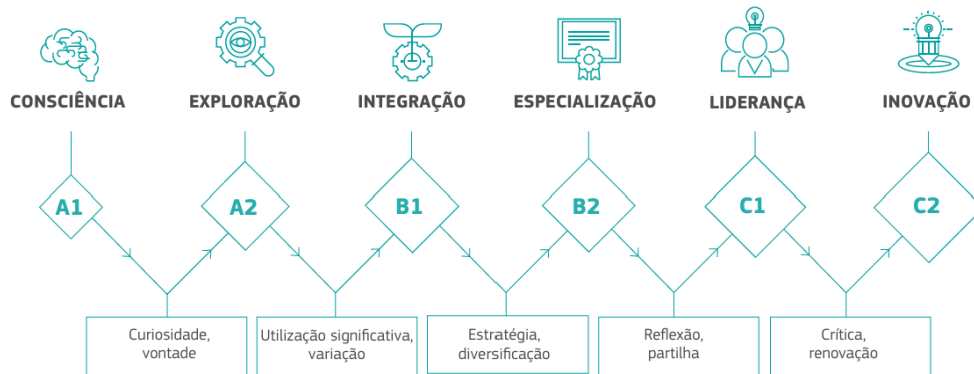 CONSCIÊNCIA
EXPLORAÇÃO
INTEGRAÇÃO
ESPECIALIZAÇÃO
LIDERANÇA
INOVAÇÃO
A1
A2
B1
B2
C1
C2
Curiosidade,
vontade
Utilização significativa,
variação
Estratégia,
diversificação
Reflexão,
partilha
Crítica,
renovação